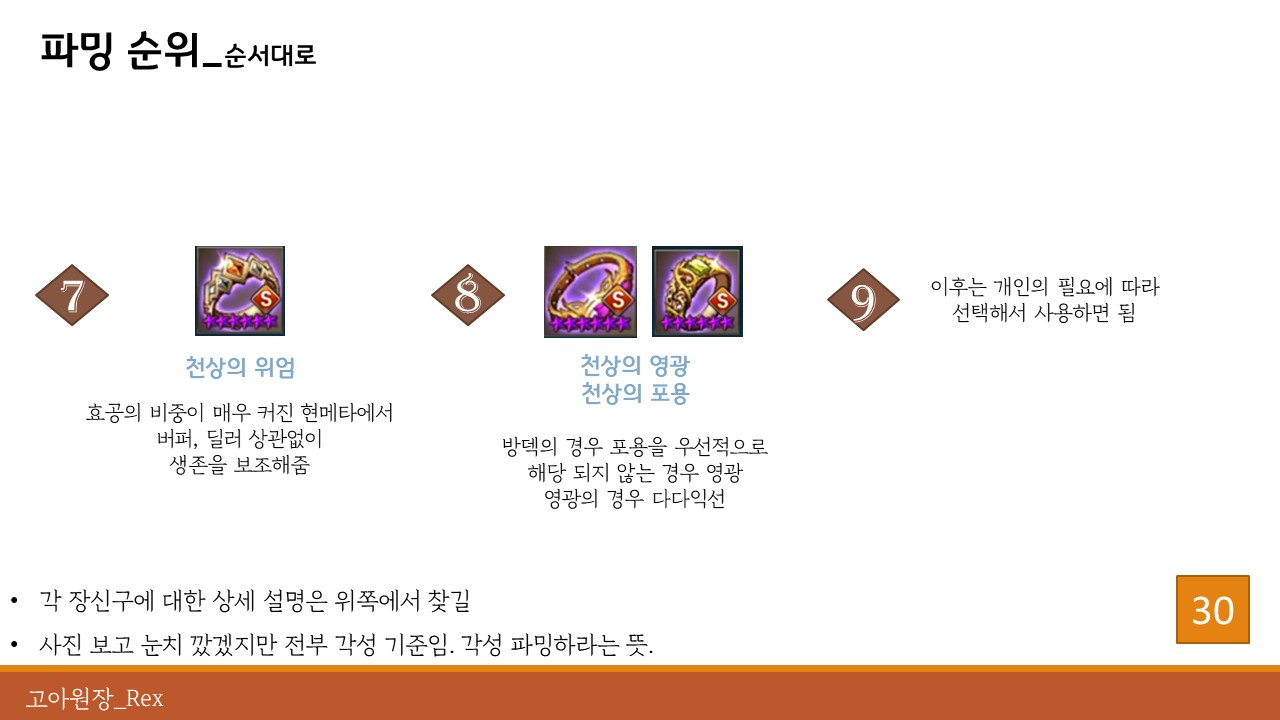 파밍 순위_순서대로
7
S
천상의 위엄
효공의 비중이 매우 커진 현메타에서
버퍼, 딜러 상관없이
생존을 보조해줌
8
S
S
천상의 영광
천상의 포용
방덱의 경우 포용을 우선적으로
해당 되지 않는 경우 영광
영광의 경우 다다익선
9
이후는 개인의 필요에 따라
선택해서 사용하면 됨
• 각 장신구에 대한 상세 설명은 위쪽에서 찾길
• 사진 보고 눈치 깠겠지만 전부 각성 기준임. 각성 파밍하라는 뜻.
30
고아원장_Rex